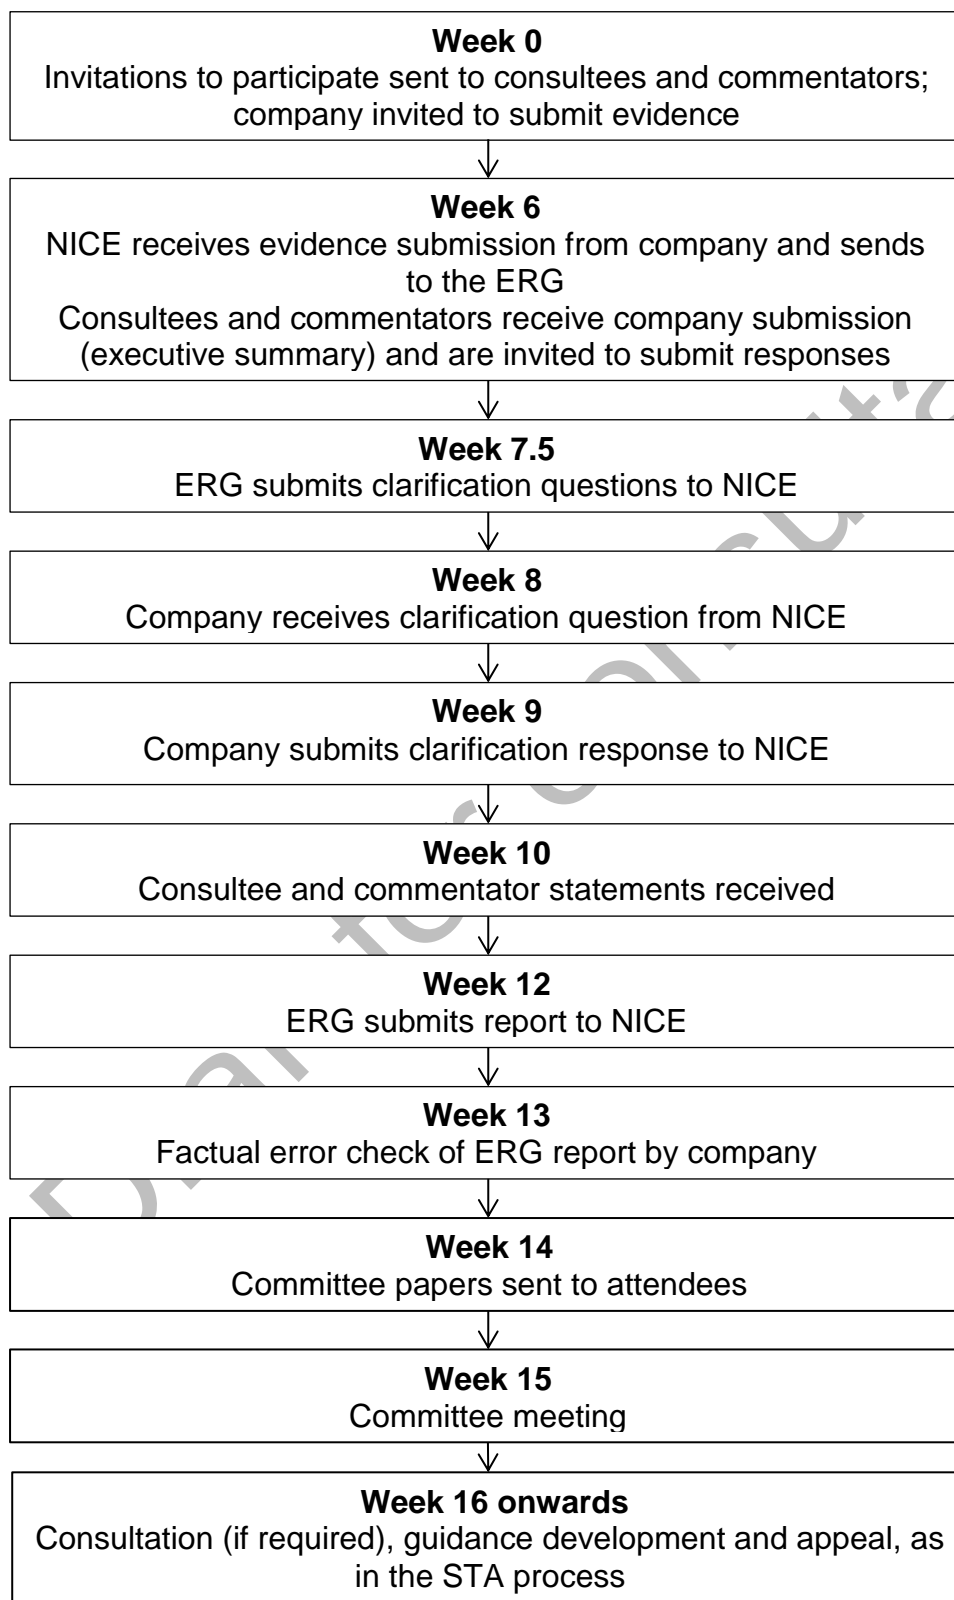 Week 0
Invitations to participate sent to consultees and commentators;
company invited to submit evidence
Week 6
NICE receives evidence submission from company and sends
to the ERG
Consultees and commentators receive company submission
(executive summary) and are invited to submit responses
Week 7.5
ERG submits clarification questions to NICE
Week 8
Company receives clarification question from NICE
Week 9
Company submits clarification response to NICE
Week 10
Consultee and commentator statements received
Week 12
ERG submits report to NICE
Week 13
Factual error check of ERG report by company
Week 14
Committee papers sent to attendees
Week 15
Committee meeting
Week 16 onwards
Consultation (if required), guidance development and appeal, as
in the STA process